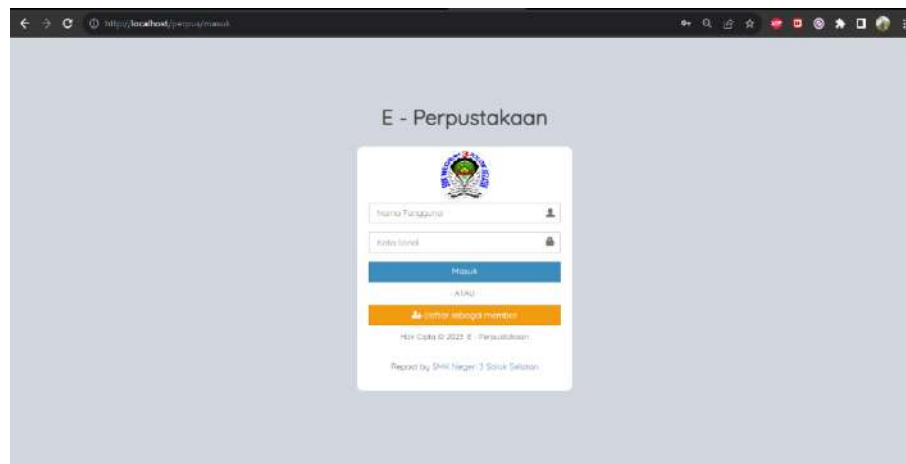 http://localhost/perpus/masuk
E - Perpustakaan
Nama Pengguna
Kata Sandi
Masuk
- ATAU -
Daftar sebagai member
Hak Cipta © 2023 E - Perpustakaan
Repost by SMK Negeri 3 Solok Selatan